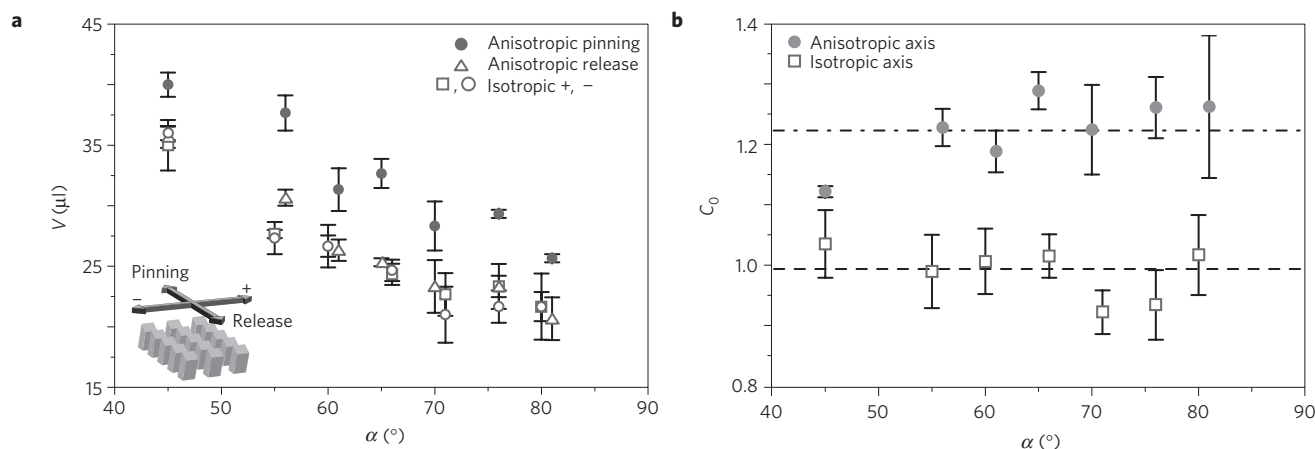 a
45
35
25
15
V (μl)
Anisotropic pinning
Anisotropic release
, Isotropic +, −
Pinning
−
+
Release
40 50 60 70 80 90
α (°)
b
1.4
1.2
1.0
0.8
C0
Anisotropic axis
Isotropic axis
40 50 60 70 80 90
α (°)